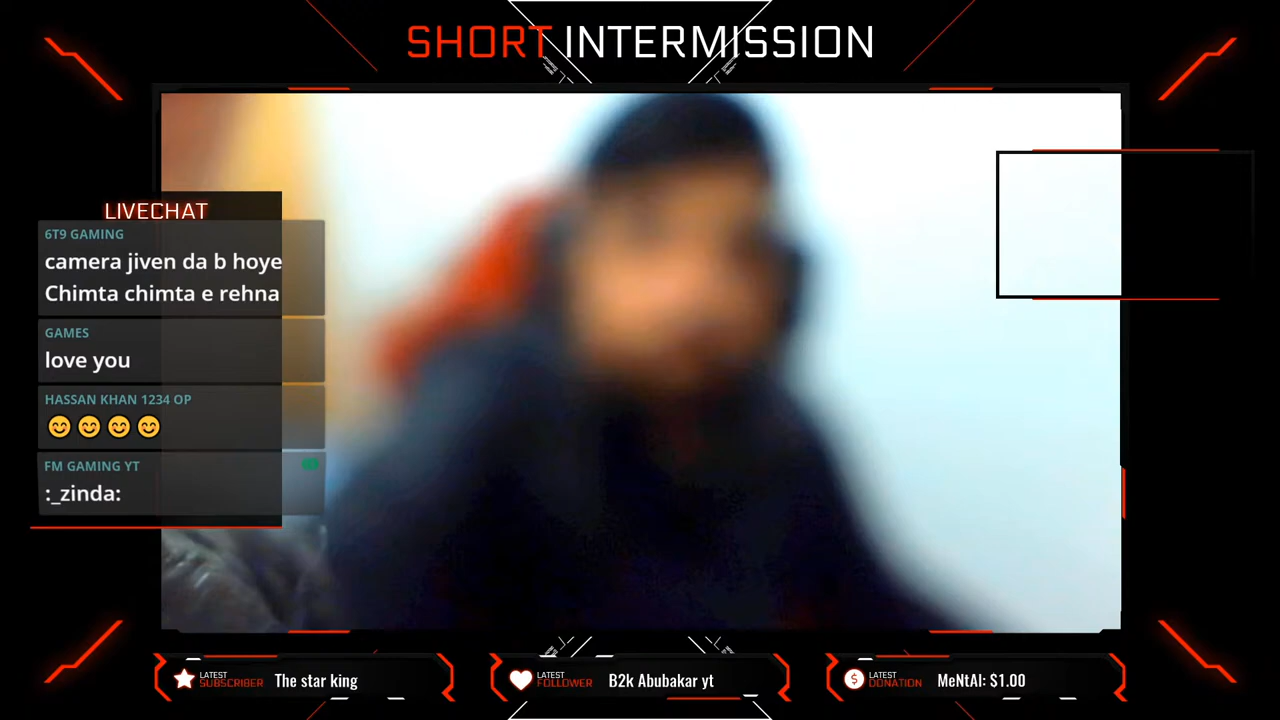 SHORT INTERMISSION
LIVECHAT
6T9 GAMING
camera jiven da b hoye
Chimta chimta e rehna
GAMES
love you
HASSAN KHAN 1234 OP
😊 😊 😊 😊
FM GAMING YT
:_zinda:
LATEST SUBSCRIBER The star king
LATEST FOLLOWER B2k Abubakar yt
LATEST DONATION MeNtAl: $1.00